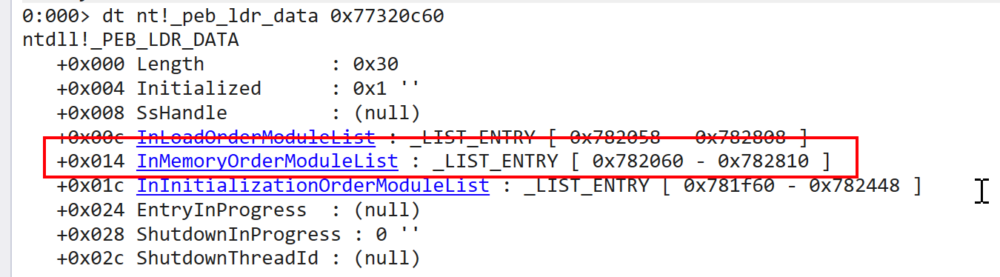 0:000> dt nt!_peb_ldr_data 0x77320c60
ntdll!_PEB_LDR_DATA
+0x000 Length : 0x30
+0x004 Initialized : 0x1 ''
+0x008 SsHandle : (null)
+0x00c InLoadOrderModuleList : _LIST_ENTRY [ 0x782058 - 0x782808 ]
+0x014 InMemoryOrderModuleList : _LIST_ENTRY [ 0x782060 - 0x782810 ]
+0x01c InInitializationOrderModuleList : _LIST_ENTRY [ 0x781f60 - 0x782448 ]
+0x024 EntryInProgress : (null)
+0x028 ShutdownInProgress : 0 ''
+0x02c ShutdownThreadId : (null)